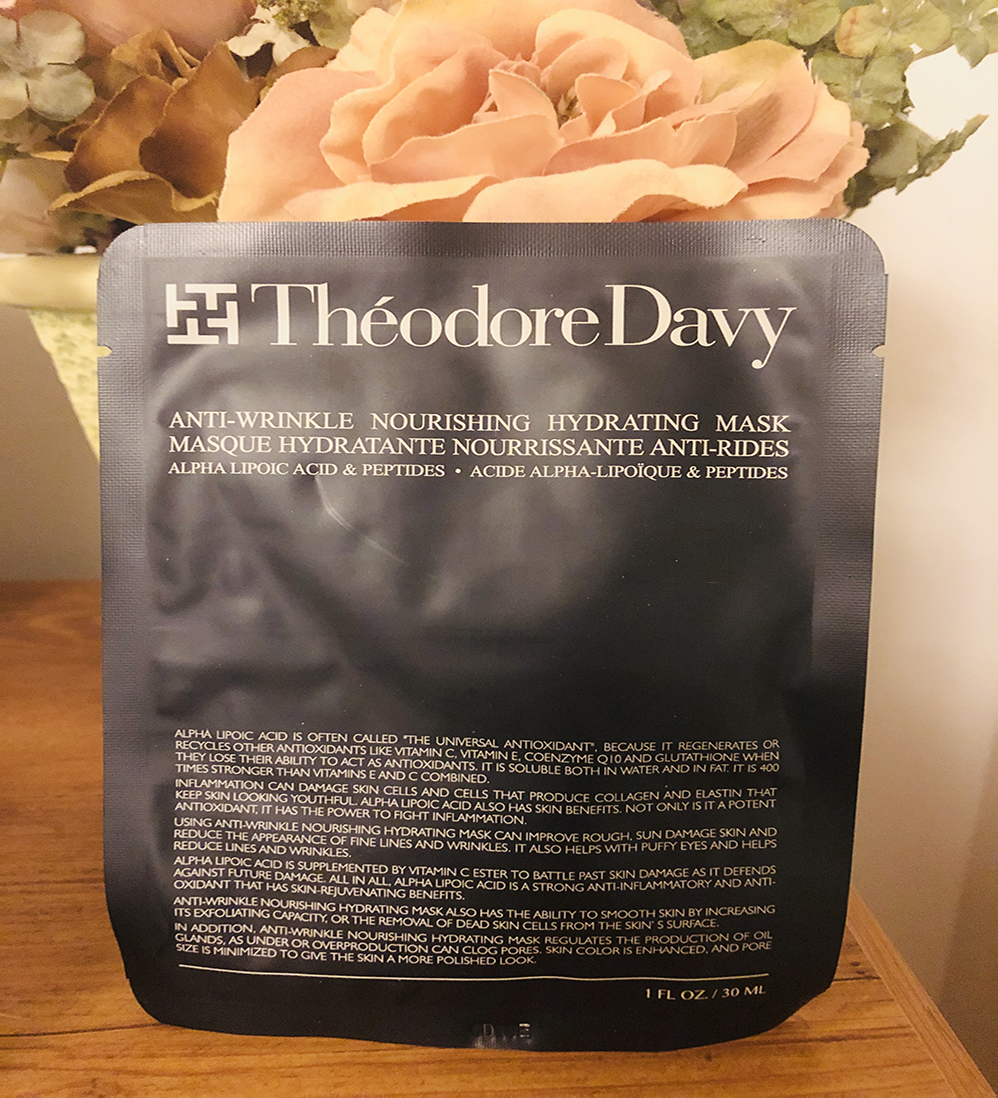 Théodore Davy
ANTI-WRINKLE NOURISHING HYDRATING MASK
MASQUE HYDRATANTE NOURRISSANTE ANTI-RIDES
ALPHA LIPOIC ACID & PEPTIDES • ACIDE ALPHA-LIPOÏQUE & PEPTIDES
ALPHA LIPOIC ACID IS OFTEN CALLED "THE UNIVERSAL ANTIOXIDANT", BECAUSE IT REGENERATES OR
RECYCLES OTHER ANTIOXIDANTS LIKE VITAMIN C, VITAMIN E, COENZYME Q10 AND GLUTATHIONE WHEN
THEY LOSE THEIR ABILITY TO ACT AS ANTIOXIDANTS. IT IS SOLUBLE BOTH IN WATER AND IN FAT. IT IS 400
TIMES STRONGER THAN VITAMINS E AND C COMBINED.
INFLAMMATION CAN DAMAGE SKIN CELLS AND CELLS THAT PRODUCE COLLAGEN AND ELASTIN THAT
KEEP SKIN LOOKING YOUTHFUL. ALPHA LIPOIC ACID ALSO HAS SKIN BENEFITS. NOT ONLY IS IT A POTENT
ANTIOXIDANT, IT HAS THE POWER TO FIGHT INFLAMMATION.
USING ANTI-WRINKLE NOURISHING HYDRATING MASK CAN IMPROVE ROUGH, SUN DAMAGE SKIN AND
REDUCE THE APPEARANCE OF FINE LINES AND WRINKLES. IT ALSO HELPS WITH PUFFY EYES AND HELPS
REDUCE LINES AND WRINKLES.
ALPHA LIPOIC ACID IS SUPPLEMENTED BY VITAMIN C ESTER TO BATTLE PAST SKIN DAMAGE AS IT DEFENDS
AGAINST FUTURE DAMAGE. ALL IN ALL, ALPHA LIPOIC ACID IS A STRONG ANTI-INFLAMMATORY AND ANTI-
OXIDANT THAT HAS SKIN-REJUVENATING BENEFITS.
ANTI-WRINKLE NOURISHING HYDRATING MASK ALSO HAS THE ABILITY TO SMOOTH SKIN BY INCREASING
ITS EXFOLIATING CAPACITY, OR THE REMOVAL OF DEAD SKIN CELLS FROM THE SKIN' S SURFACE.
IN ADDITION, ANTI-WRINKLE NOURISHING HYDRATING MASK REGULATES THE PRODUCTION OF OIL
GLANDS, AS UNDER OR OVERPRODUCTION CAN CLOG PORES. SKIN COLOR IS ENHANCED, AND PORE
SIZE IS MINIMIZED TO GIVE THE SKIN A MORE POLISHED LOOK.
1 FL OZ. / 30 ML